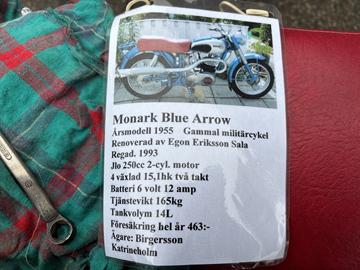 Monark Blue Arrow
Årsmodell 1955 Gammal militärcykel
Renoverad av Egon Eriksson Sala
Regad. 1993
Jlo 250cc 2-cyl. motor
4 växlad 15,1hk två takt
Batteri 6 volt 12 amp
Tjänstevikt 165kg
Tankvolym 14L
Försäkring hel år 463:-
Ägare: Birgersson
Katrineholm